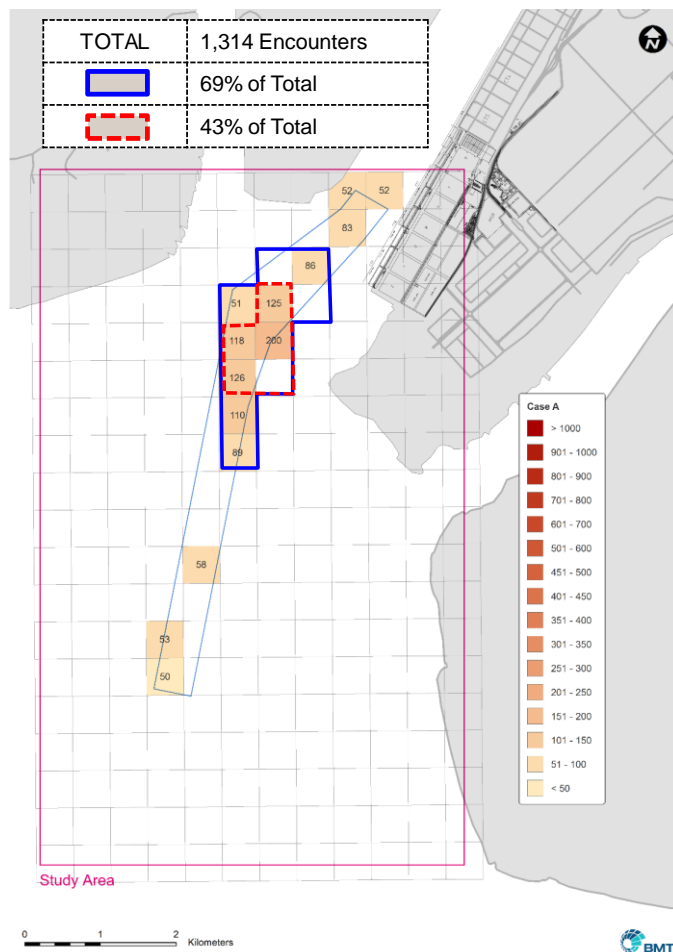 TOTAL 1,314 Encounters
69% of Total
43% of Total
N
52 52
83
86
51 125
118 200
126
110
89
58
53
50
Case A
> 1000
901 - 1000
801 - 900
701 - 800
601 - 700
501 - 600
451 - 500
401 - 450
351 - 400
301 - 350
251 - 300
201 - 250
151 - 200
101 - 150
51 - 100
< 50
Study Area
0 1 2
Kilometers
BMT